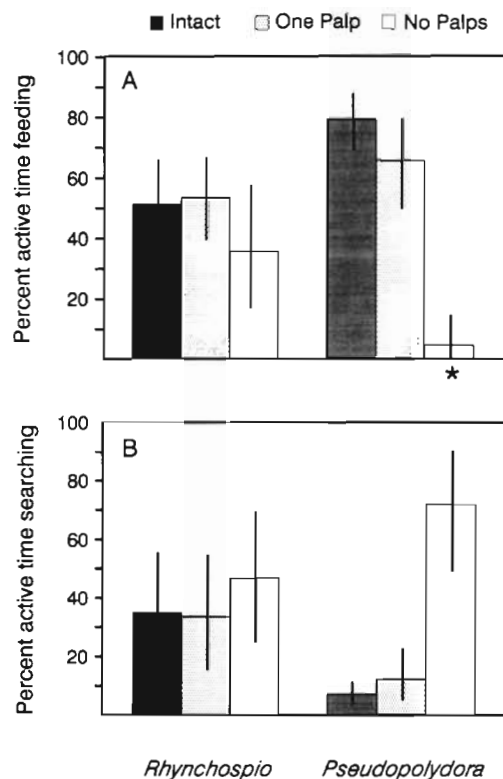 Intact One Palp No Palps
A
Percent active time feeding
100
80
60
40
20
*
B
Percent active time searching
100
80
60
40
20
Rhynchospio Pseudopolydora